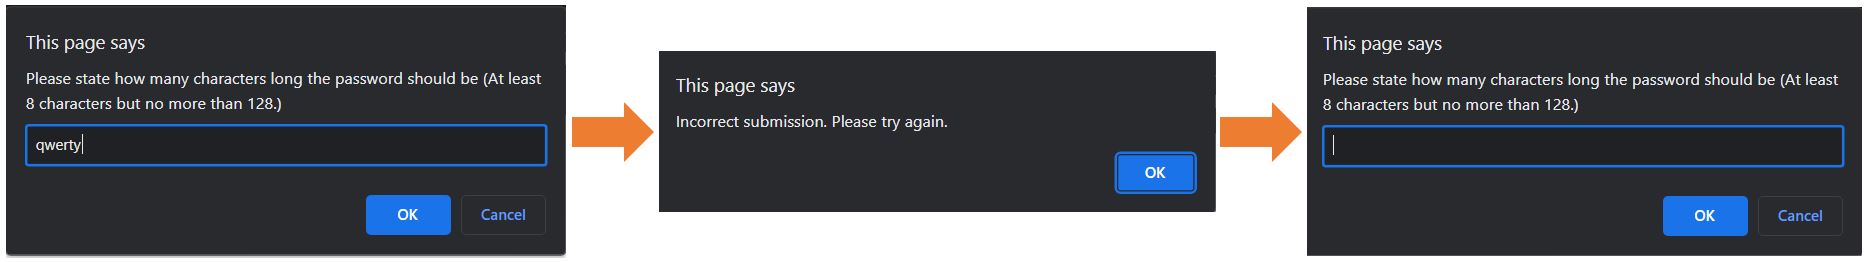 This page says
Please state how many characters long the password should be (At least
8 characters but no more than 128.)
qwerty
OK
Cancel
This page says
Incorrect submission. Please try again.
OK
This page says
Please state how many characters long the password should be (At least
8 characters but no more than 128.)
OK
Cancel